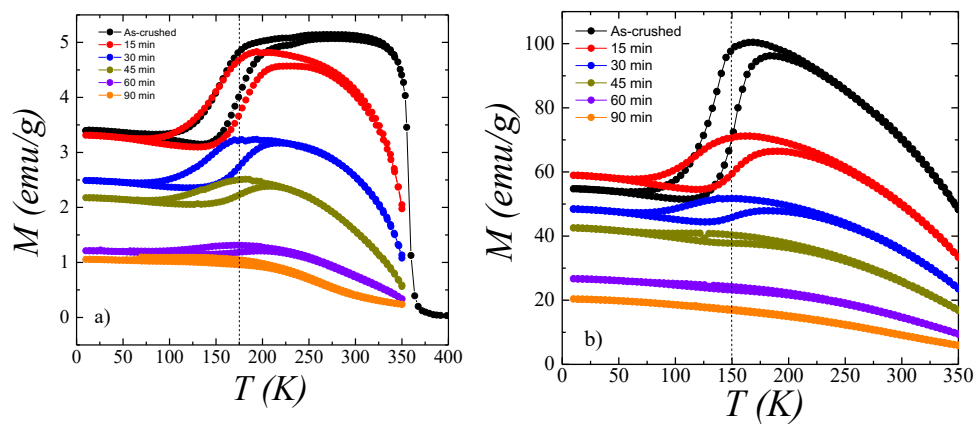 As-crushed
15 min
30 min
45 min
60 min
90 min
M (emu/g)
5
4
3
2
1
0
a)
0 50 100 150 200 250 300 350 400
T (K)
As-crushed
15 min
30 min
45 min
60 min
90 min
M (emu/g)
100
80
60
40
20
0
b)
0 50 100 150 200 250 300 350
T (K)